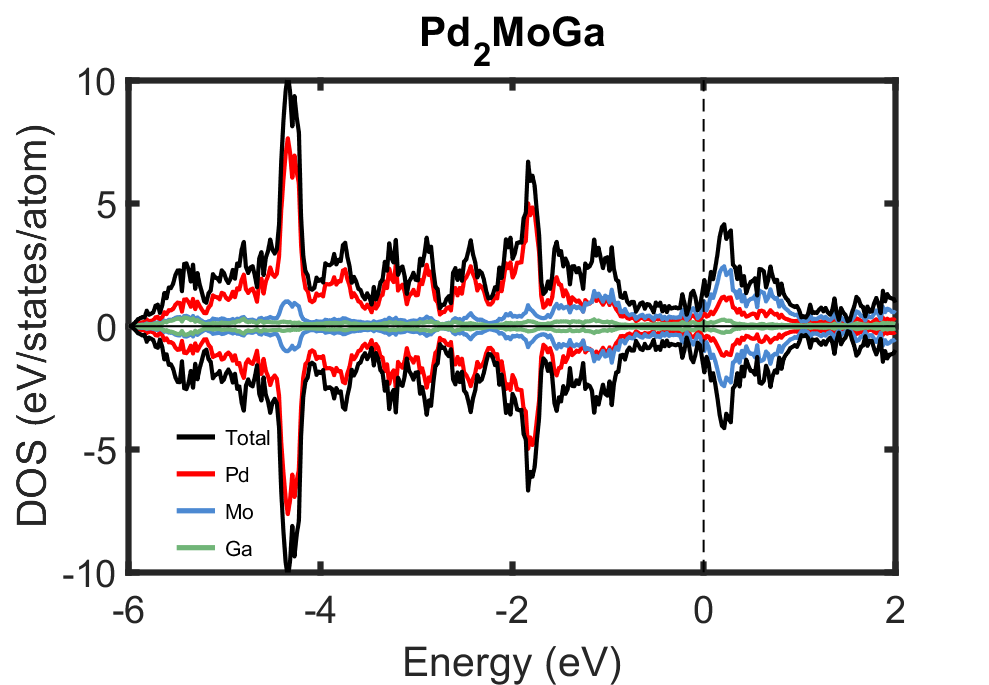 Pd2MoGa
DOS (eV/states/atom)
10
5
0
-5
-10
Total
Pd
Mo
Ga
-6 -4 -2 0 2
Energy (eV)